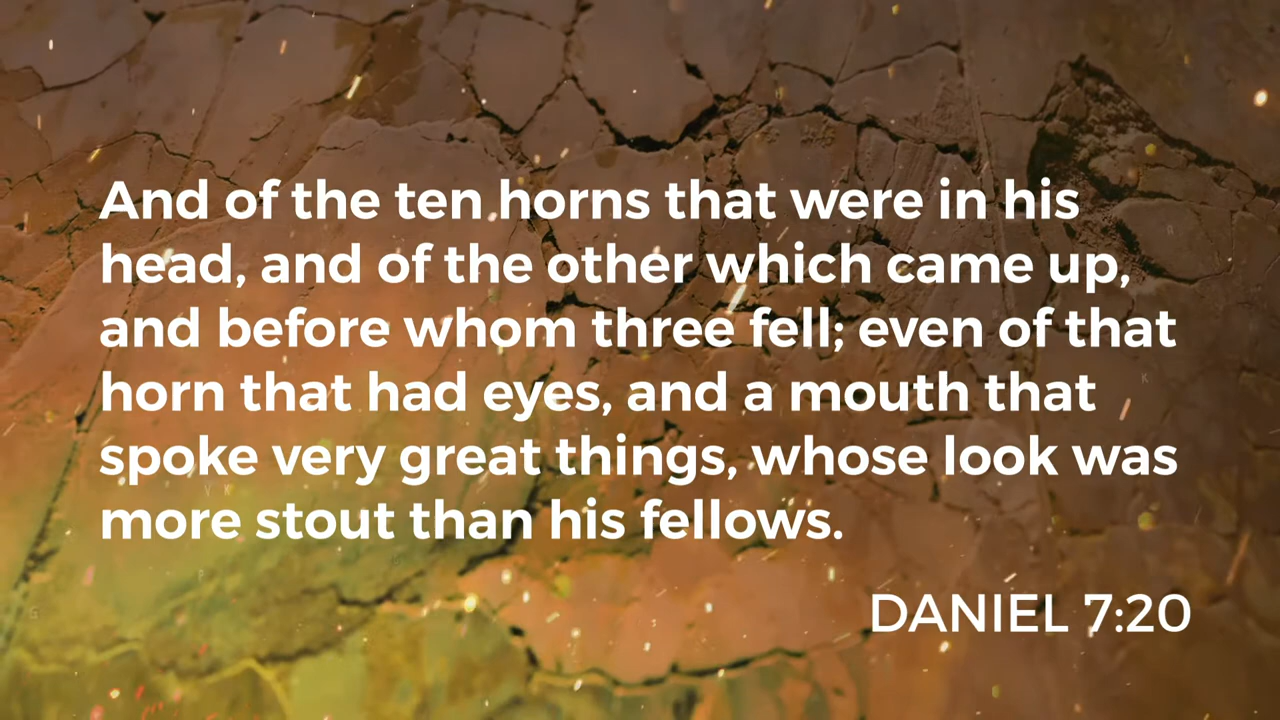 And of the ten horns that were in his
head, and of the other which came up,
and before whom three fell; even of that
horn that had eyes, and a mouth that
spoke very great things, whose look was
more stout than his fellows.
DANIEL 7:20